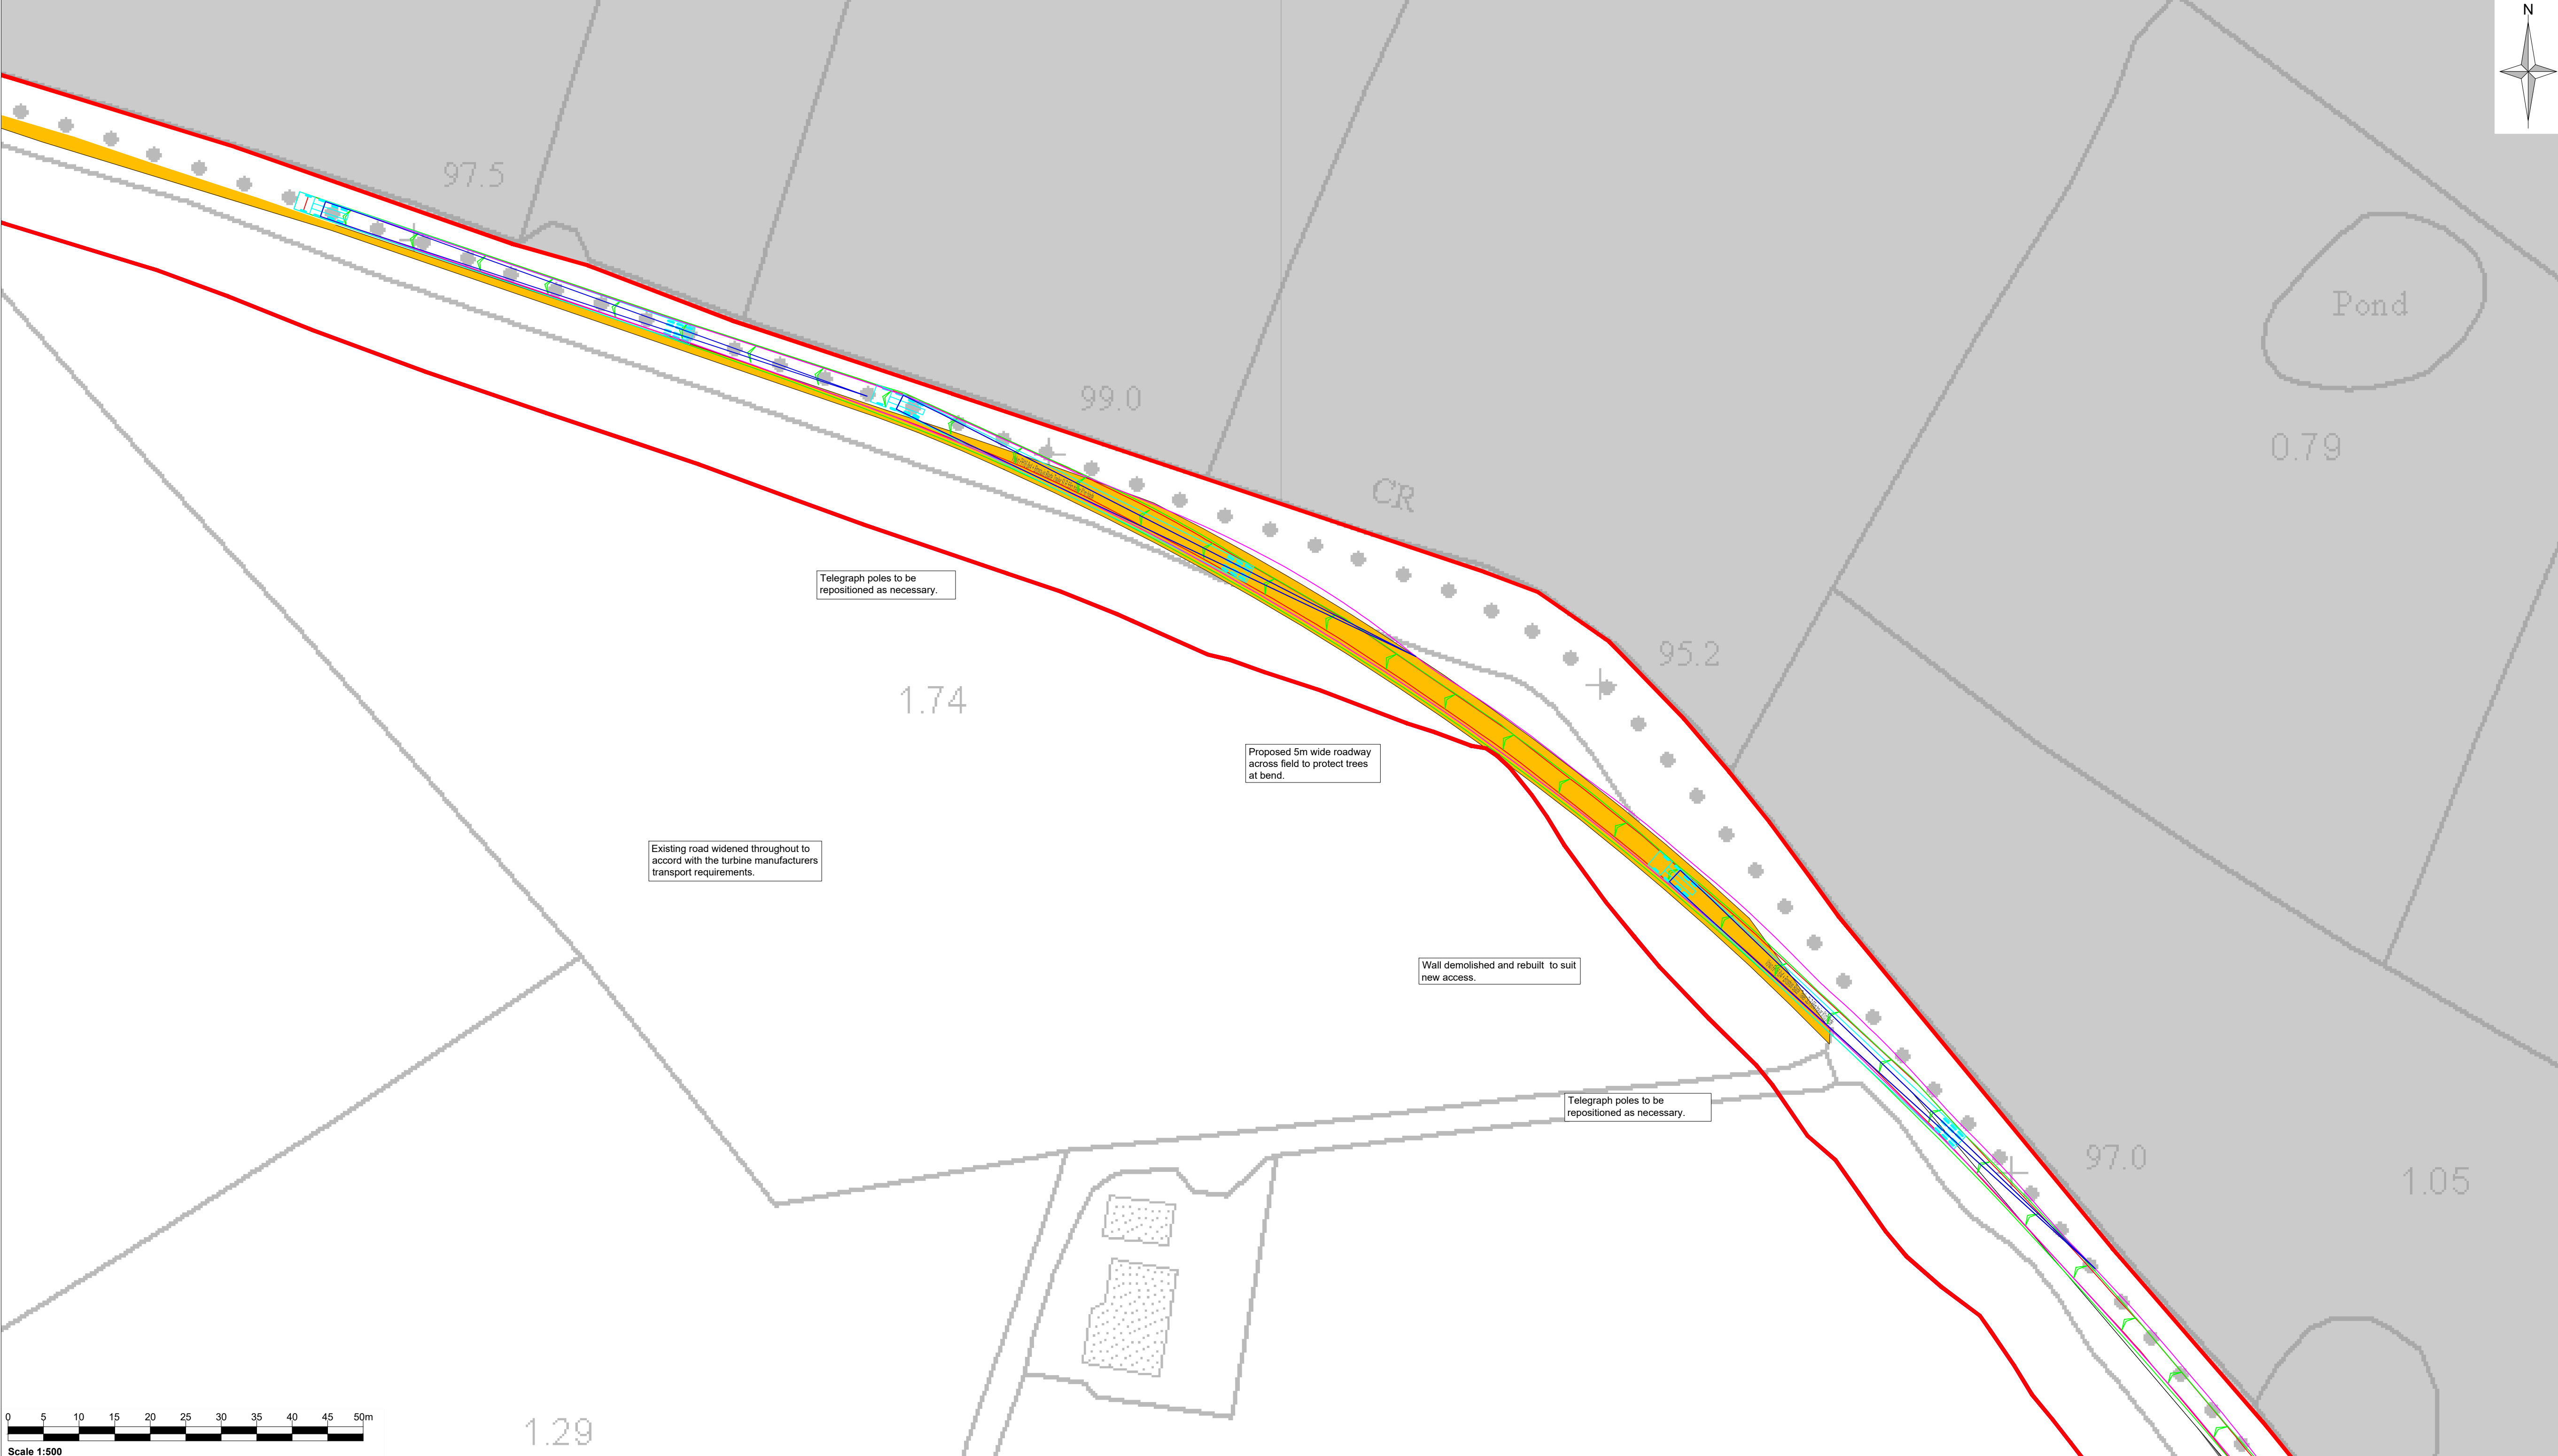 N
97.5
Pond
99.0
0.79
CR
Telegraph poles to be
repositioned as necessary.
95.2
1.74
Proposed 5m wide roadway
across field to protect trees
at bend.
Existing road widened throughout to
accord with the turbine manufacturers
transport requirements.
Wall demolished and rebuilt to suit
new access.
Telegraph poles to be
repositioned as necessary.
97.0
1.05
0 5 10 15 20 25 30 35 40 45 50m
Scale 1:500
1.29